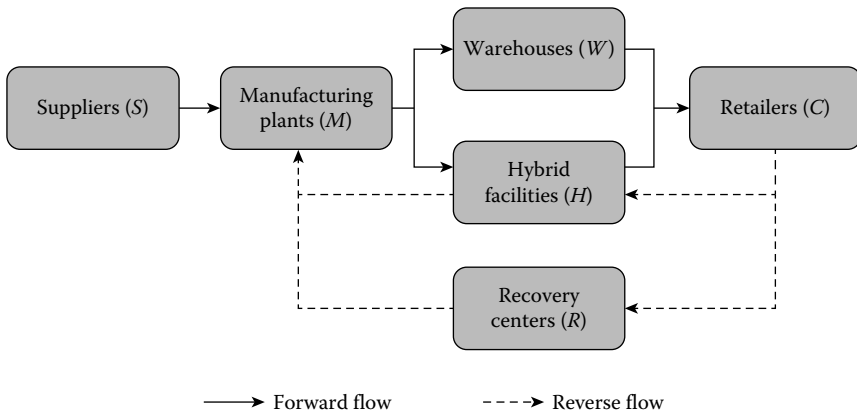 Warehouses (W)
Suppliers (S)
Manufacturing
plants (M)
Retailers (C)
Hybrid
facilities (H)
Recovery
centers (R)
Forward flow
Reverse flow